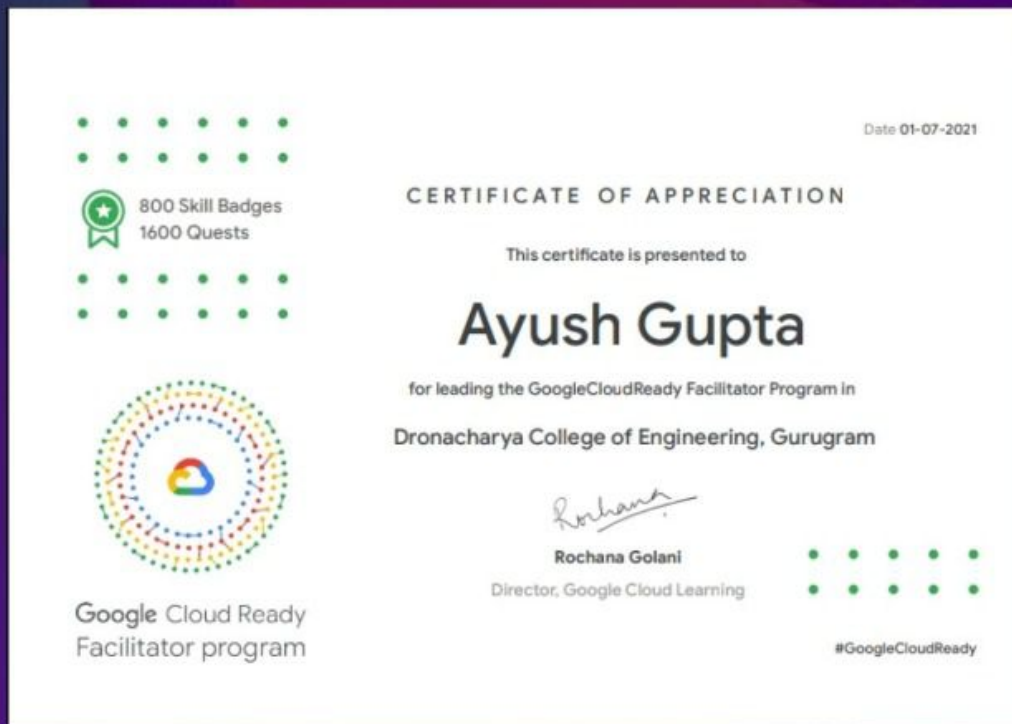 Date 01-07-2021
800 Skill Badges
1600 Quests
CERTIFICATE OF APPRECIATION
This certificate is presented to
Ayush Gupta
for leading the GoogleCloudReady Facilitator Program in
Dronacharya College of Engineering, Gurugram
Rochana
Rochana Golani
Director, Google Cloud Learning
Google Cloud Ready
Facilitator program
#GoogleCloudReady